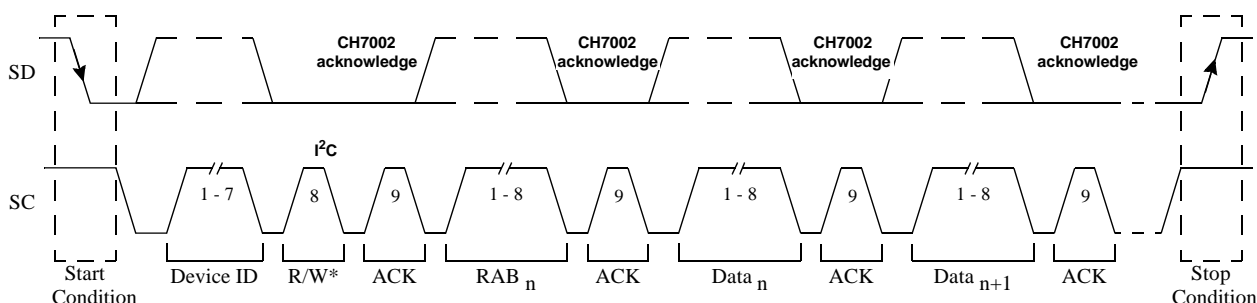 CH7002
acknowledge
CH7002
acknowledge
CH7002
acknowledge
CH7002
acknowledge
SD
I²C
SC
1 - 7
8
9
1 - 8
9
1 - 8
9
1 - 8
9
Start
Condition
Device ID
R/W*
ACK
RAB n
ACK
Data n
ACK
Data n+1
ACK
Stop
Condition